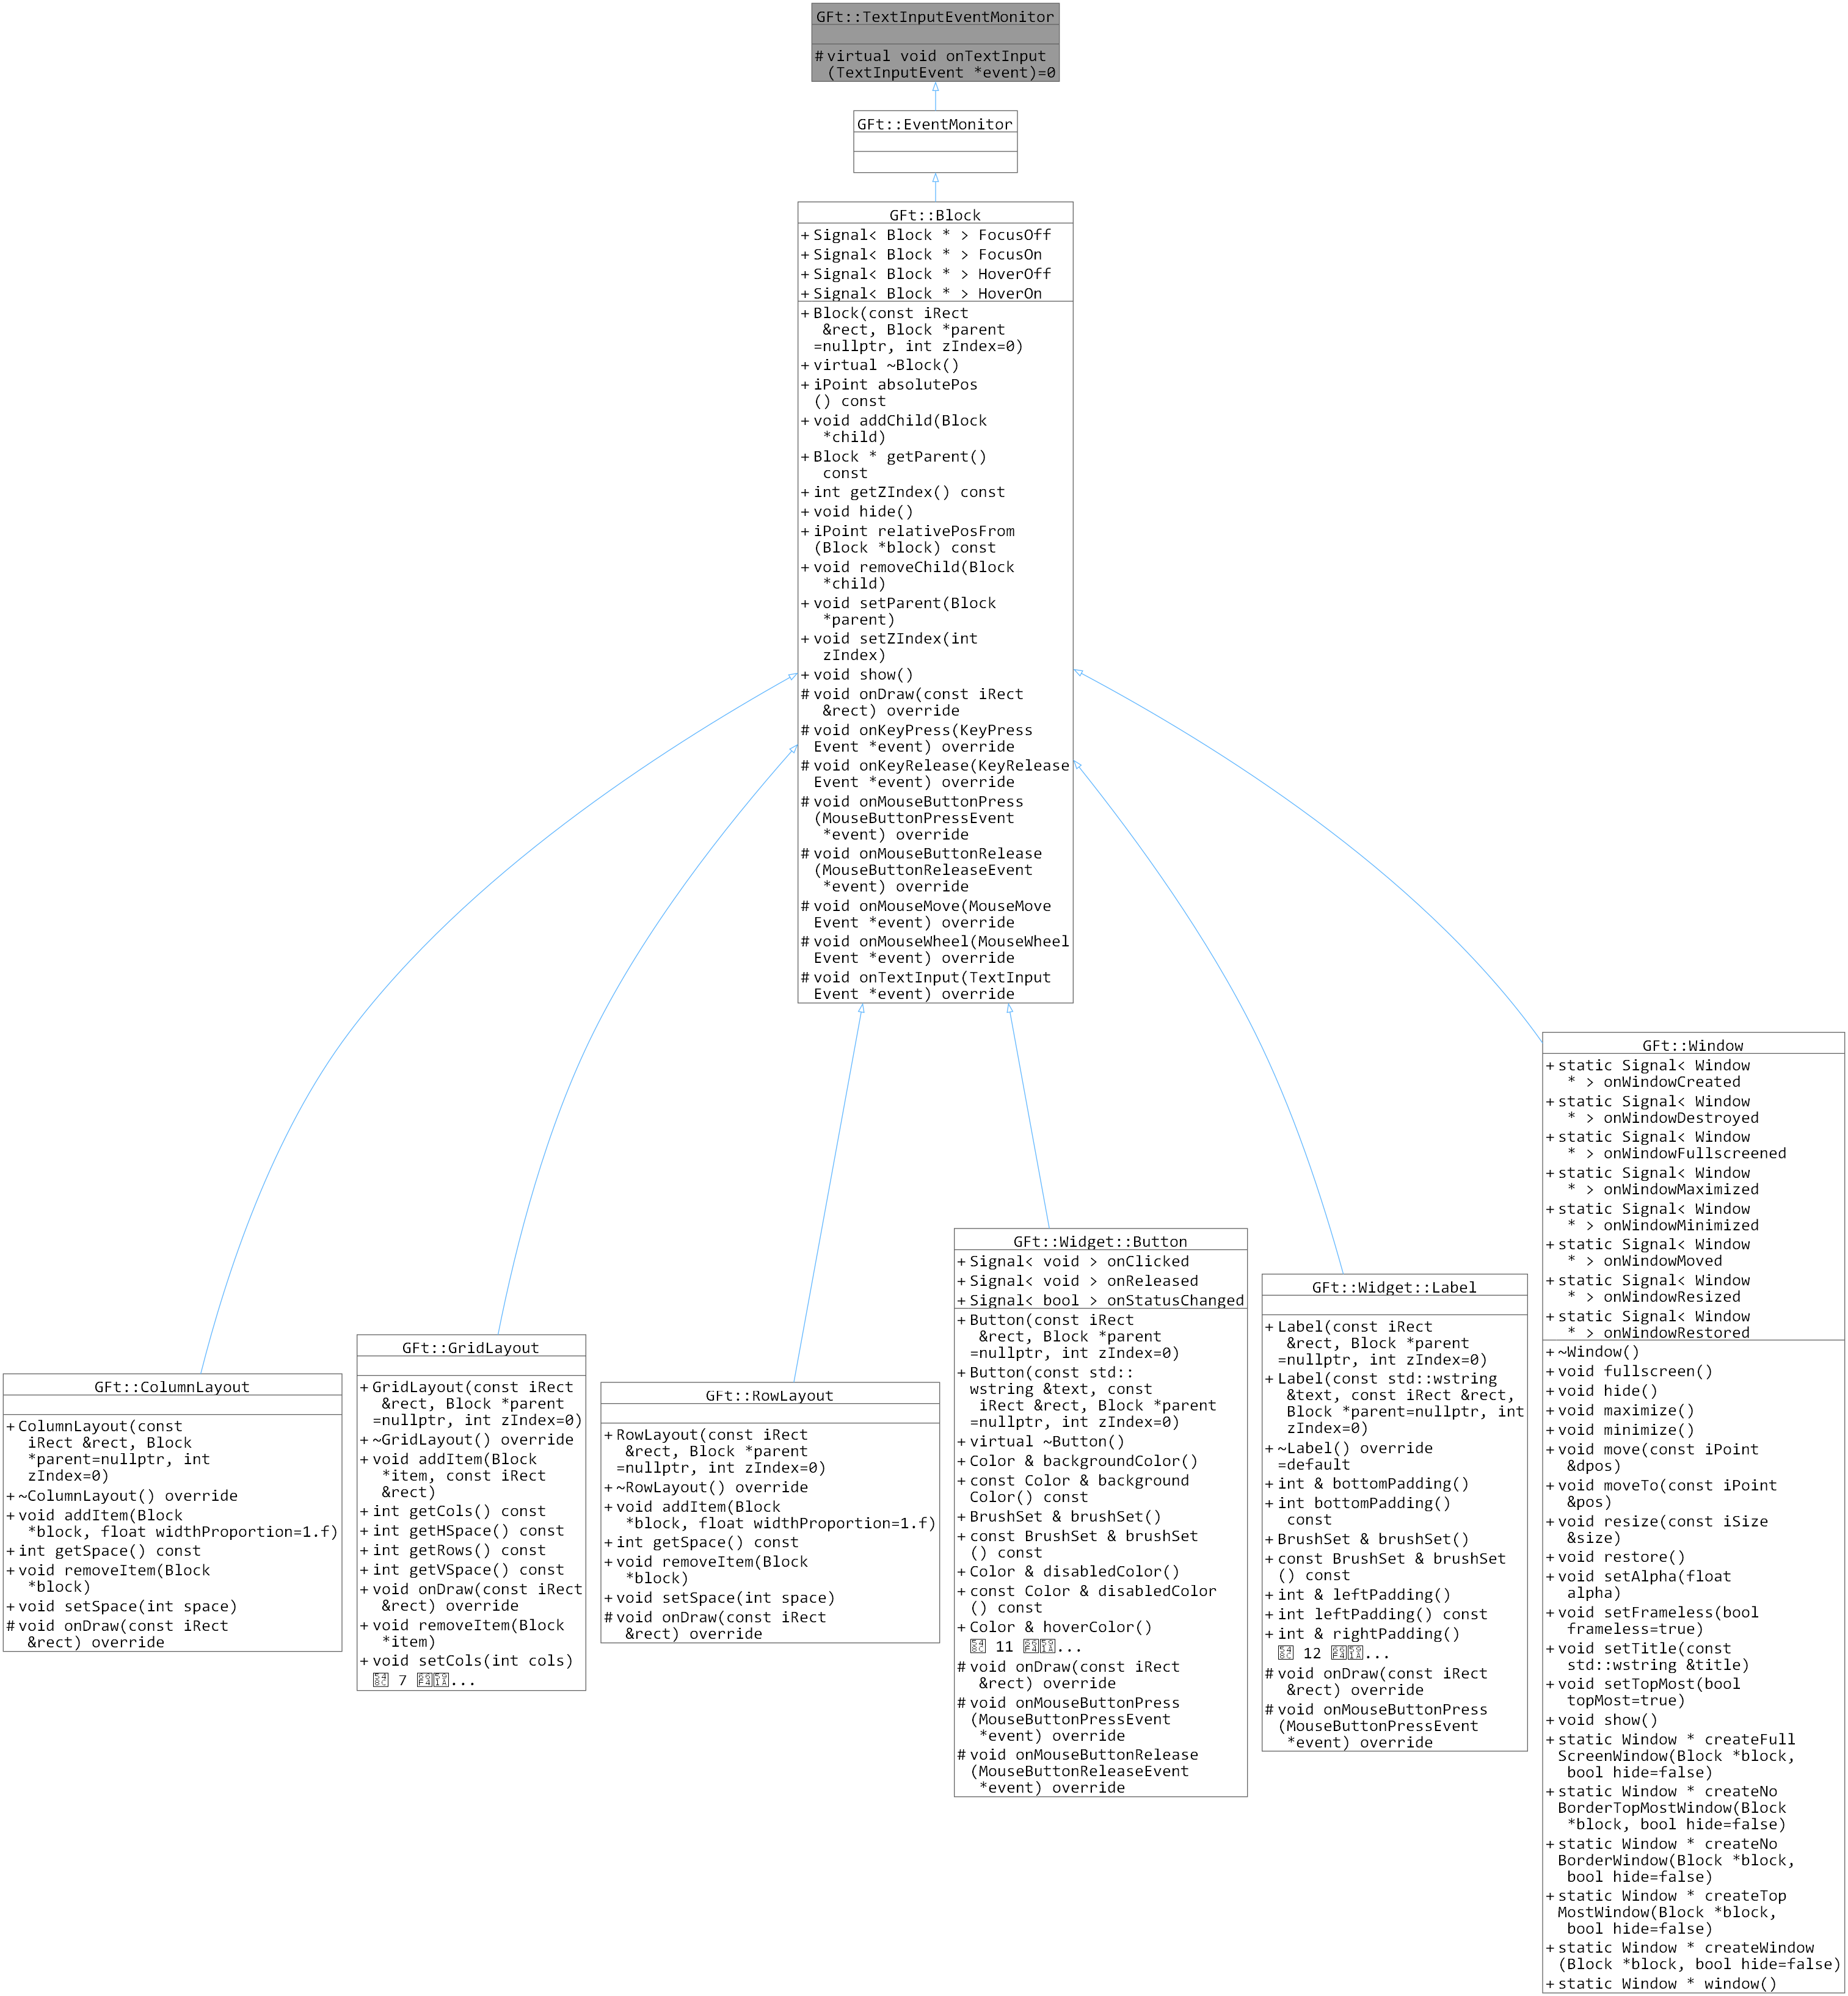 GFt::TextInputEventMonitor
# virtual void onTextInput
(TextInputEvent *event)=0
GFt::EventMonitor
GFt::Block
+ Signal< Block * > FocusOff
+ Signal< Block * > FocusOn
+ Signal< Block * > HoverOff
+ Signal< Block * > HoverOn
+ Block(const iRect
&rect, Block *parent
=nullptr, int zIndex=0)
+ virtual ~Block()
+ iPoint absolutePos
() const
+ void addChild(Block
*child)
+ Block * getParent()
const
+ int getZIndex() const
+ void hide()
+ iPoint relativePosFrom
(Block *block) const
+ void removeChild(Block
*child)
+ void setParent(Block
*parent)
+ void setZIndex(int
zIndex)
+ void show()
# void onDraw(const iRect
&rect) override
# void onKeyPress(KeyPress
Event *event) override
# void onKeyRelease(KeyRelease
Event *event) override
# void onMouseButtonPress
(MouseButtonPressEvent
*event) override
# void onMouseButtonRelease
(MouseButtonReleaseEvent
*event) override
# void onMouseMove(MouseMove
Event *event) override
# void onMouseWheel(MouseWheel
Event *event) override
# void onTextInput(TextInput
Event *event) override
GFt::ColumnLayout
+ ColumnLayout(const
iRect &rect, Block
*parent=nullptr, int
zIndex=0)
+ ~ColumnLayout() override
+ void addItem(Block
*block, float widthProportion=1.f)
+ int getSpace() const
+ void removeItem(Block
*block)
+ void setSpace(int space)
# void onDraw(const iRect
&rect) override
GFt::GridLayout
+ GridLayout(const iRect
&rect, Block *parent
=nullptr, int zIndex=0)
+ ~GridLayout() override
+ void addItem(Block
*item, const iRect
&rect)
+ int getCols() const
+ int getHSpace() const
+ int getRows() const
+ int getVSpace() const
+ void onDraw(const iRect
&rect) override
+ void removeItem(Block
*item)
+ void setCols(int cols)
7 ...
GFt::RowLayout
+ RowLayout(const iRect
&rect, Block *parent
=nullptr, int zIndex=0)
+ ~RowLayout() override
+ void addItem(Block
*block, float widthProportion=1.f)
+ int getSpace() const
+ void removeItem(Block
*block)
+ void setSpace(int space)
# void onDraw(const iRect
&rect) override
GFt::Widget::Button
+ Signal< void > onClicked
+ Signal< void > onReleased
+ Signal< bool > onStatusChanged
+ Button(const iRect
&rect, Block *parent
=nullptr, int zIndex=0)
+ Button(const std::
wstring &text, const
iRect &rect, Block *parent
=nullptr, int zIndex=0)
+ virtual ~Button()
+ Color & backgroundColor()
+ const Color & background
Color() const
+ BrushSet & brushSet()
+ const BrushSet & brushSet
() const
+ Color & disabledColor()
+ const Color & disabledColor
() const
+ Color & hoverColor()
11 ...
# void onDraw(const iRect
&rect) override
# void onMouseButtonPress
(MouseButtonPressEvent
*event) override
# void onMouseButtonRelease
(MouseButtonReleaseEvent
*event) override
GFt::Widget::Label
+ Label(const iRect
&rect, Block *parent
=nullptr, int zIndex=0)
+ Label(const std::wstring
&text, const iRect &rect,
Block *parent=nullptr, int
zIndex=0)
+ ~Label() override
=default
+ int & bottomPadding()
+ int bottomPadding()
const
+ BrushSet & brushSet()
+ const BrushSet & brushSet
() const
+ int & leftPadding()
+ int leftPadding() const
+ int & rightPadding()
12 ...
# void onDraw(const iRect
&rect) override
# void onMouseButtonPress
(MouseButtonPressEvent
*event) override
GFt::Window
+ static Signal< Window
* > onWindowCreated
+ static Signal< Window
* > onWindowDestroyed
+ static Signal< Window
* > onWindowFullscreened
+ static Signal< Window
* > onWindowMaximized
+ static Signal< Window
* > onWindowMinimized
+ static Signal< Window
* > onWindowMoved
+ static Signal< Window
* > onWindowResized
+ static Signal< Window
* > onWindowRestored
+ ~Window()
+ void fullscreen()
+ void hide()
+ void maximize()
+ void minimize()
+ void move(const iPoint
&dpos)
+ void moveTo(const iPoint
&pos)
+ void resize(const iSize
&size)
+ void restore()
+ void setAlpha(float
alpha)
+ void setFrameless(bool
frameless=true)
+ void setTitle(const
std::wstring &title)
+ void setTopMost(bool
topMost=true)
+ void show()
+ static Window * createFull
ScreenWindow(Block *block,
bool hide=false)
+ static Window * createNo
BorderTopMostWindow(Block
*block, bool hide=false)
+ static Window * createNo
BorderWindow(Block *block,
bool hide=false)
+ static Window * createTop
MostWindow(Block *block,
bool hide=false)
+ static Window * createWindow
(Block *block, bool hide=false)
+ static Window * window()